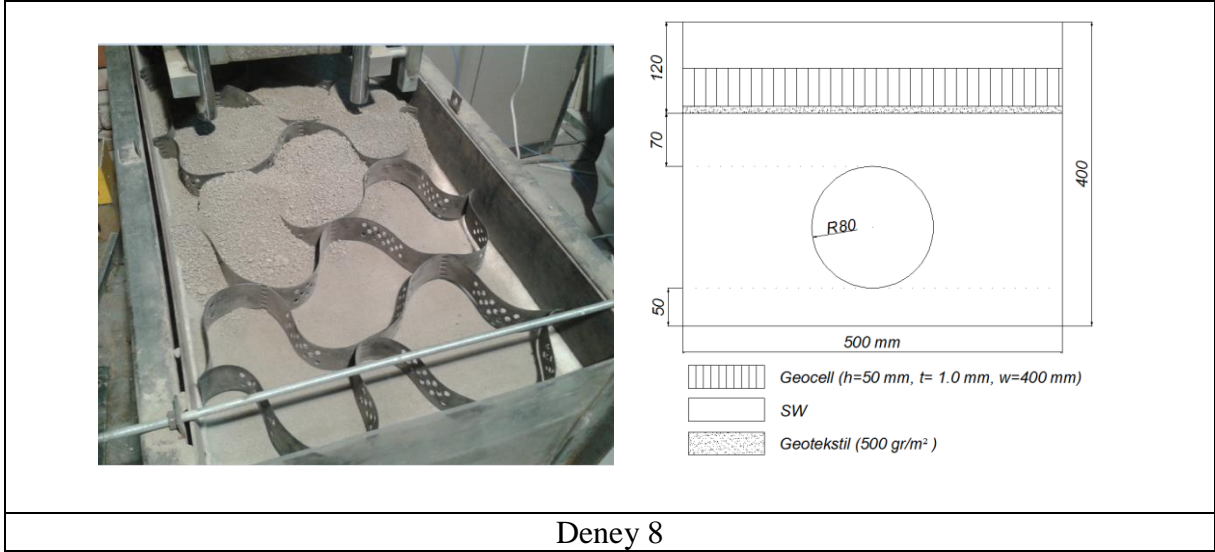 120
70
400
R80
50
500 mm
Geocell (h=50 mm, t= 1.0 mm, w=400 mm)
SW
Geotekstil (500 gr/m² )
Deney 8